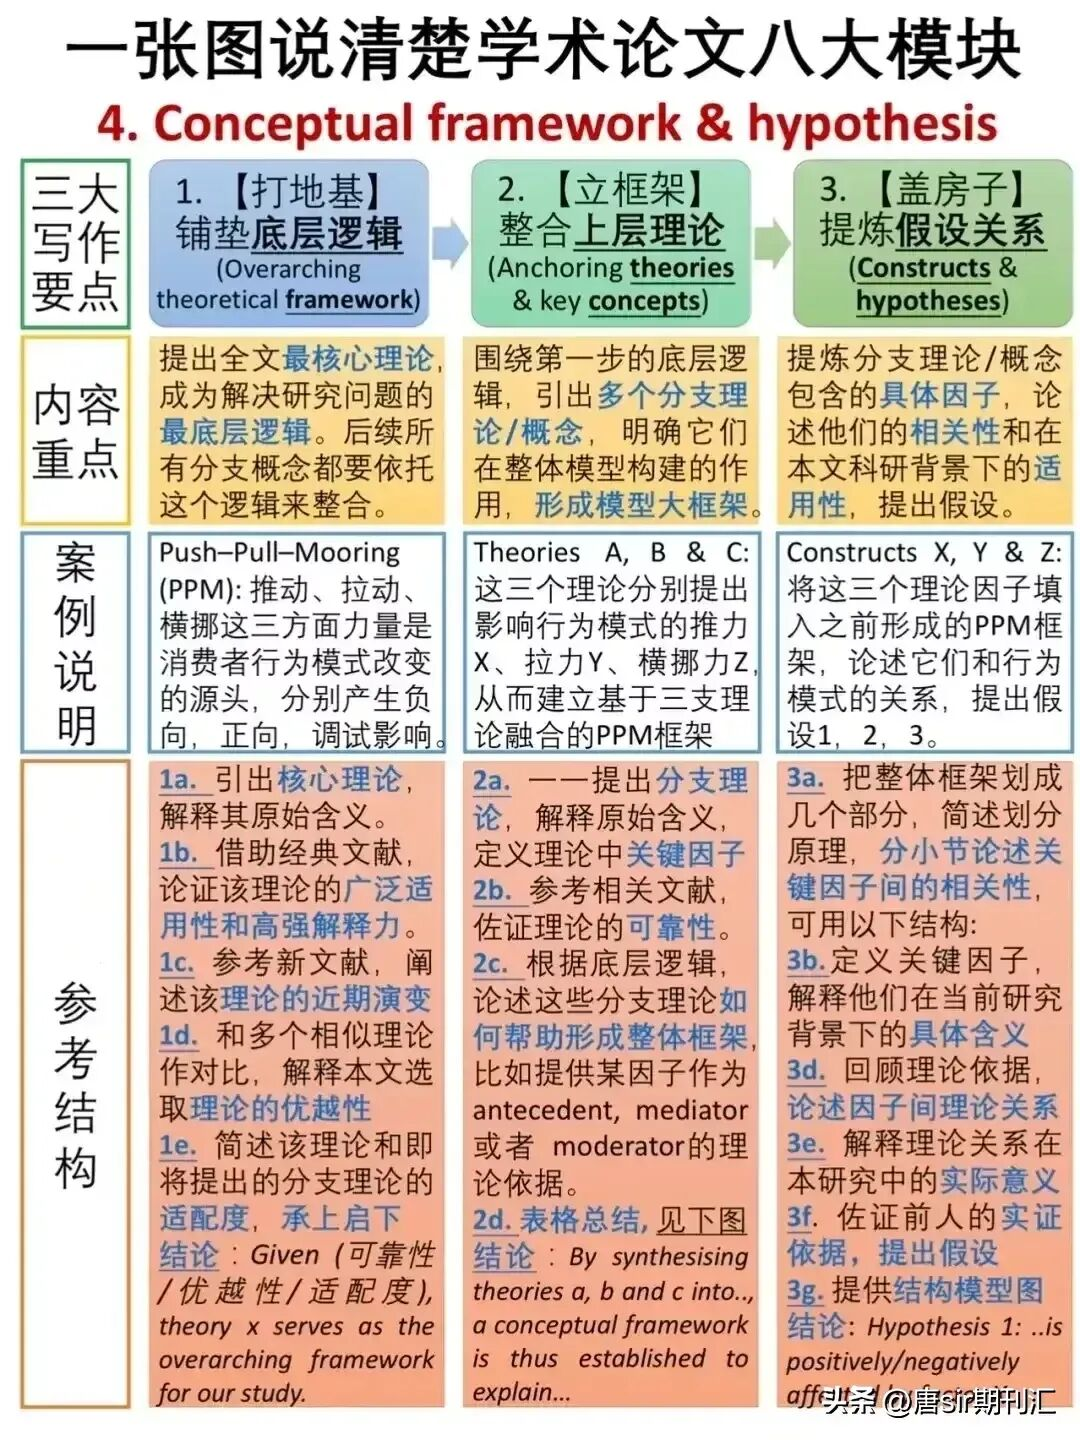 一张图说清楚学术论文八大模块
4. Conceptual framework & hypothesis
三大
写作
要点
1. 【打地基】
铺垫底层逻辑
(Overarching
theoretical framework)
2. 【立框架】
整合上层理论
(Anchoring theories
& key concepts)
3. 【盖房子】
提炼假设关系
(Constructs &
hypotheses)
内容
重点
提出全文最核心理论,
成为解决研究问题的
最底层逻辑。后续所
有分支概念都要依托
这个逻辑来整合。
围绕第一步的底层逻
辑，引出多个分支理
论/概念，明确它们
在整体模型构建的作
用，形成模型大框架。
提炼分支理论/概念
包含的具体因子，论
述他们的相关性和在
本文科研背景下的适
用性，提出假设。
案
例
说
明
Push–Pull–Mooring
(PPM): 推动、拉动、
横挪这三方面力量是
消费者行为模式改变
的源头，分别产生负
向，正向，调试影响。
Theories A, B & C:
这三个理论分别提出
影响行为模式的推力
X、拉力Y、横挪力Z,
从而建立基于三支理
论融合的PPM框架
Constructs X, Y & Z:
将这三个理论因子填
入之前形成的PPM框
架，论述它们和行为
模式的关系，提出假
设1，2，3。
参
考
结
构
1a. 引出核心理论，
解释其原始含义。
1b. 借助经典文献，
论证该理论的广泛适
用性和高强解释力。
1c. 参考新文献，阐
述该理论的近期演变
1d. 和多个相似理论
作对比，解释本文选
取理论的优越性
1e. 简述该理论和即
将提出的分支理论的
适配度，承上启下
结论：Given (可靠性
/优越性/适配度),
theory x serves as the
overarching framework
for our study.
2a. 一一提出分支理
论，解释原始含义，
定义理论中关键因子
2b. 参考相关文献，
佐证理论的可靠性。
2c. 根据底层逻辑，
论述这些分支理论如
何帮助形成整体框架，
比如提供某因子作为
antecedent, mediator
或者 moderator的理
论依据。
2d. 表格总结, 见下图
结论：By synthesising
theories a, b and c into..,
a conceptual framework
is thus established to
explain...
3a. 把整体框架划成
几个部分，简述划分
原理，分小节论述关
键因子间的相关性，
可用以下结构:
3b.定义关键因子，
解释他们在当前研究
背景下的具体含义
3d. 回顾理论依据，
论述因子间理论关系
3e. 解释理论关系在
本研究中的实际意义
3f. 佐证前人的实证
依据，提出假设
3g. 提供结构模型图
结论: Hypothesis 1: ..is
positively/negatively
头条 @唐sir期刊汇